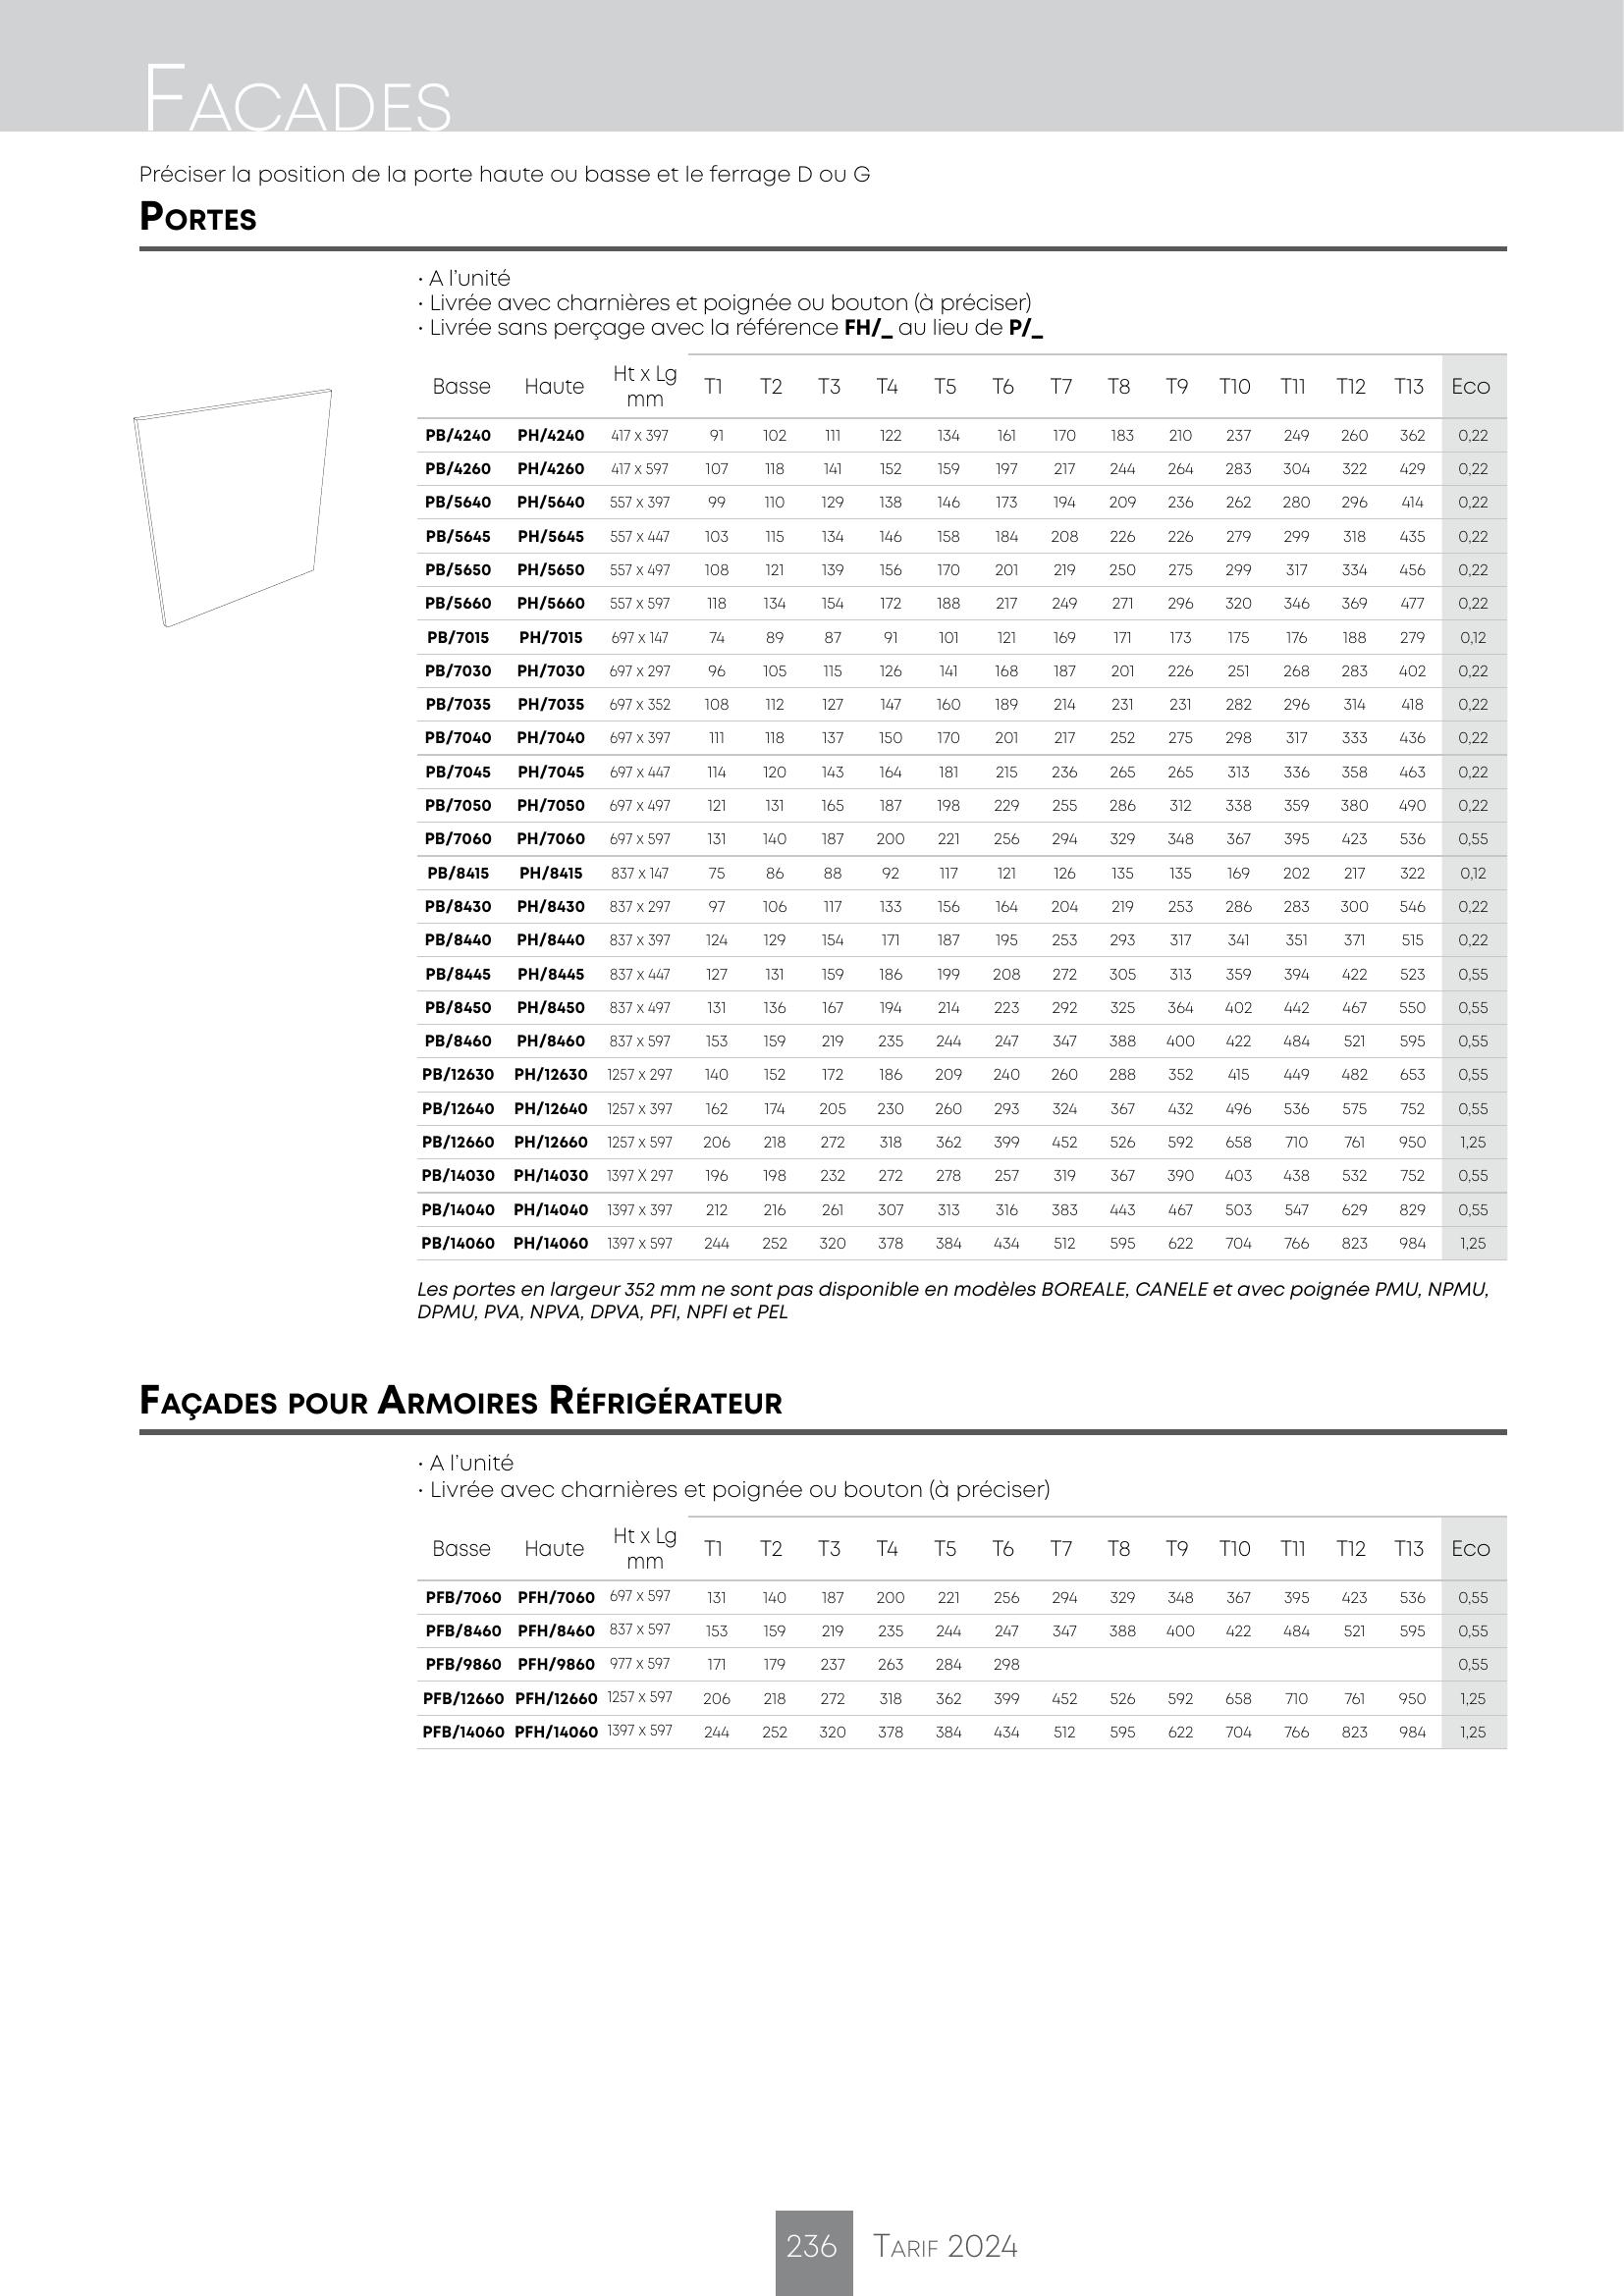 FACADES
Préciser la position de la porte haute ou basse et le ferrage D ou G
PORTES
· A l'unité
· Livrée avec charnières et poignée ou bouton (à préciser)
· Livrée sans perçage avec la référence FH/_ au lieu de P/_
Basse Haute Ht x Lg mm T1 T2 T3 T4 T5 T6 T7 T8 T9 T10 T11 T12 T13 Eco
PB/4240 PH/4240 417 x 397 91 102 111 122 134 161 170 183 210 237 249 260 362 0,22
PB/4260 PH/4260 417 x 597 107 118 141 152 159 197 217 244 264 283 304 322 429 0,22
PB/5640 PH/5640 557 x 397 99 110 129 138 146 173 194 209 236 262 280 296 414 0,22
PB/5645 PH/5645 557 x 447 103 115 134 146 158 184 208 226 226 279 299 318 435 0,22
PB/5650 PH/5650 557 x 497 108 121 139 156 170 201 219 250 275 299 317 334 456 0,22
PB/5660 PH/5660 557 x 597 118 134 154 172 188 217 249 271 296 320 346 369 477 0,22
PB/7015 PH/7015 697 x 147 74 89 87 91 101 121 169 171 173 175 176 188 279 0,12
PB/7030 PH/7030 697 x 297 96 105 115 126 141 168 187 201 226 251 268 283 402 0,22
PB/7035 PH/7035 697 x 352 108 112 127 147 160 189 214 231 231 282 296 314 418 0,22
PB/7040 PH/7040 697 x 397 111 118 137 150 170 201 217 252 275 298 317 333 436 0,22
PB/7045 PH/7045 697 x 447 114 120 143 164 181 215 236 265 265 313 336 358 463 0,22
PB/7050 PH/7050 697 x 497 121 131 165 187 198 229 255 286 312 338 359 380 490 0,22
PB/7060 PH/7060 697 x 597 131 140 187 200 221 256 294 329 348 367 395 423 536 0,55
PB/8415 PH/8415 837 x 147 75 86 88 92 117 121 126 135 135 169 202 217 322 0,12
PB/8430 PH/8430 837 x 297 97 106 117 133 156 164 204 219 253 286 283 300 546 0,22
PB/8440 PH/8440 837 x 397 124 129 154 171 187 195 253 293 317 341 351 371 515 0,22
PB/8445 PH/8445 837 x 447 127 131 159 186 199 208 272 305 313 359 394 422 523 0,55
PB/8450 PH/8450 837 x 497 131 136 167 194 214 223 292 325 364 402 442 467 550 0,55
PB/8460 PH/8460 837 x 597 153 159 219 235 244 247 347 388 400 422 484 521 595 0,55
PB/12630 PH/12630 1257 x 297 140 152 172 186 209 240 260 288 352 415 449 482 653 0,55
PB/12640 PH/12640 1257 x 397 162 174 205 230 260 293 324 367 432 496 536 575 752 0,55
PB/12660 PH/12660 1257 x 597 206 218 272 318 362 399 452 526 592 658 710 761 950 1,25
PB/14030 PH/14030 1397 X 297 196 198 232 272 278 257 319 367 390 403 438 532 752 0,55
PB/14040 PH/14040 1397 x 397 212 216 261 307 313 316 383 443 467 503 547 629 829 0,55
PB/14060 PH/14060 1397 x 597 244 252 320 378 384 434 512 595 622 704 766 823 984 1,25
Les portes en largeur 352 mm ne sont pas disponible en modèles BOREALE, CANELE et avec poignée PMU, NPMU,
DPMU, PVA, NPVA, DPVA, PFI, NPFI et PEL
FAÇADES POUR ARMOIRES RÉFRIGÉRATEUR
· A l'unité
· Livrée avec charnières et poignée ou bouton (à préciser)
Basse Haute Ht x Lg mm T1 T2 T3 T4 T5 T6 T7 T8 T9 T10 T11 T12 T13 Eco
PFB/7060 PFH/7060 697 x 597 131 140 187 200 221 256 294 329 348 367 395 423 536 0,55
PFB/8460 PFH/8460 837 x 597 153 159 219 235 244 247 347 388 400 422 484 521 595 0,55
PFB/9860 PFH/9860 977 x 597 171 179 237 263 284 298 0,55
PFB/12660 PFH/12660 1257 x 597 206 218 272 318 362 399 452 526 592 658 710 761 950 1,25
PFB/14060 PFH/14060 1397 x 597 244 252 320 378 384 434 512 595 622 704 766 823 984 1,25
236 TARIF 2024